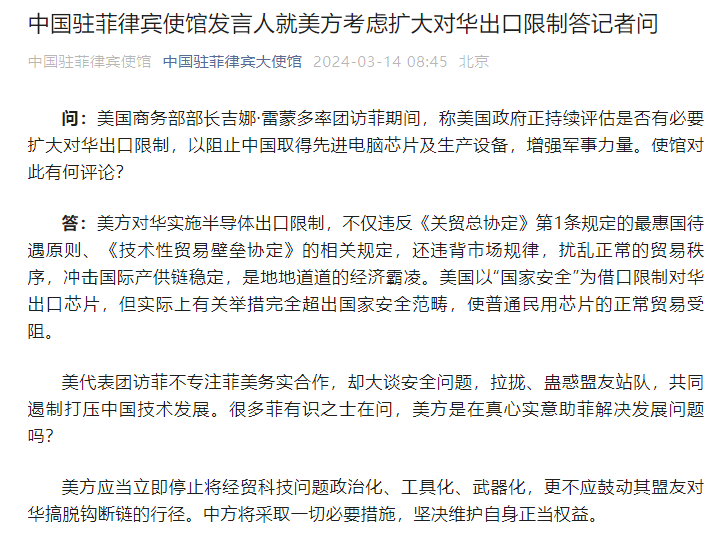 中国驻菲律宾使馆发言人就美方考虑扩大对华出口限制答记者问
中国驻菲律宾使馆 中国驻菲律宾大使馆 2024-03-14 08:45 北京
问：美国商务部部长吉娜·雷蒙多率团访菲期间，称美国政府正持续评估是否有必要
扩大对华出口限制，以阻止中国取得先进电脑芯片及生产设备，增强军事力量。使馆对
此有何评论？
答：美方对华实施半导体出口限制，不仅违反《关贸总协定》第1条规定的最惠国待
遇原则、《技术性贸易壁垒协定》的相关规定，还违背市场规律，扰乱正常的贸易秩
序，冲击国际产供链稳定，是地地道道的经济霸凌。美国以“国家安全”为借口限制对华
出口芯片，但实际上有关举措完全超出国家安全范畴，使普通民用芯片的正常贸易受
阻。
美代表团访菲不专注菲美务实合作，却大谈安全问题，拉拢、蛊惑盟友站队，共同
遏制打压中国技术发展。很多菲有识之士在问，美方是在真心实意助菲解决发展问题
吗？
美方应当立即停止将经贸科技问题政治化、工具化、武器化，更不应鼓动其盟友对
华搞脱钩断链的行径。中方将采取一切必要措施，坚决维护自身正当权益。